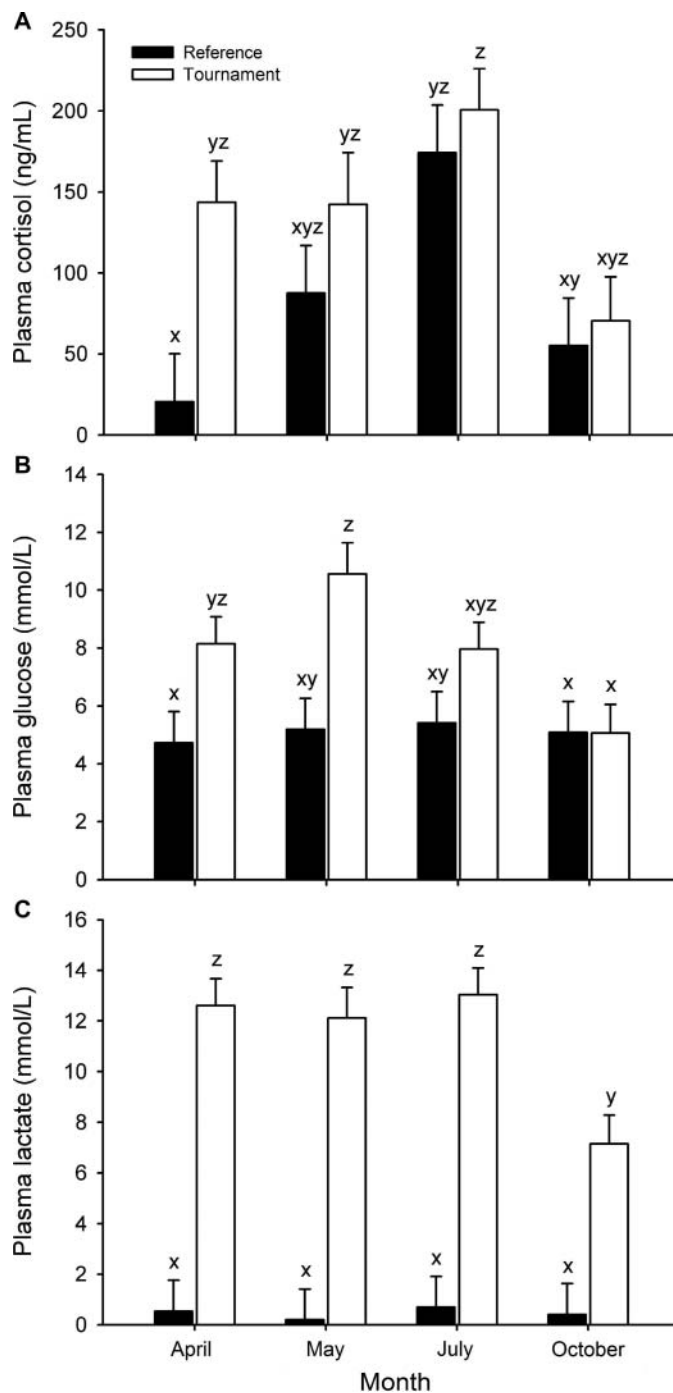 A
250
Reference
Tournament
z
200
yz
yz
yz
150
xyz
xyz
100
x
xy
50
0
Plasma cortisol (ng/mL)
B
14
z
12
10
yz
xyz
8
x
xy
xy
x
x
6
4
2
0
Plasma glucose (mmol/L)
C
16
z
z
z
14
12
10
y
8
6
4
x
x
x
x
2
0
Plasma lactate (mmol/L)
April
May
July
October
Month